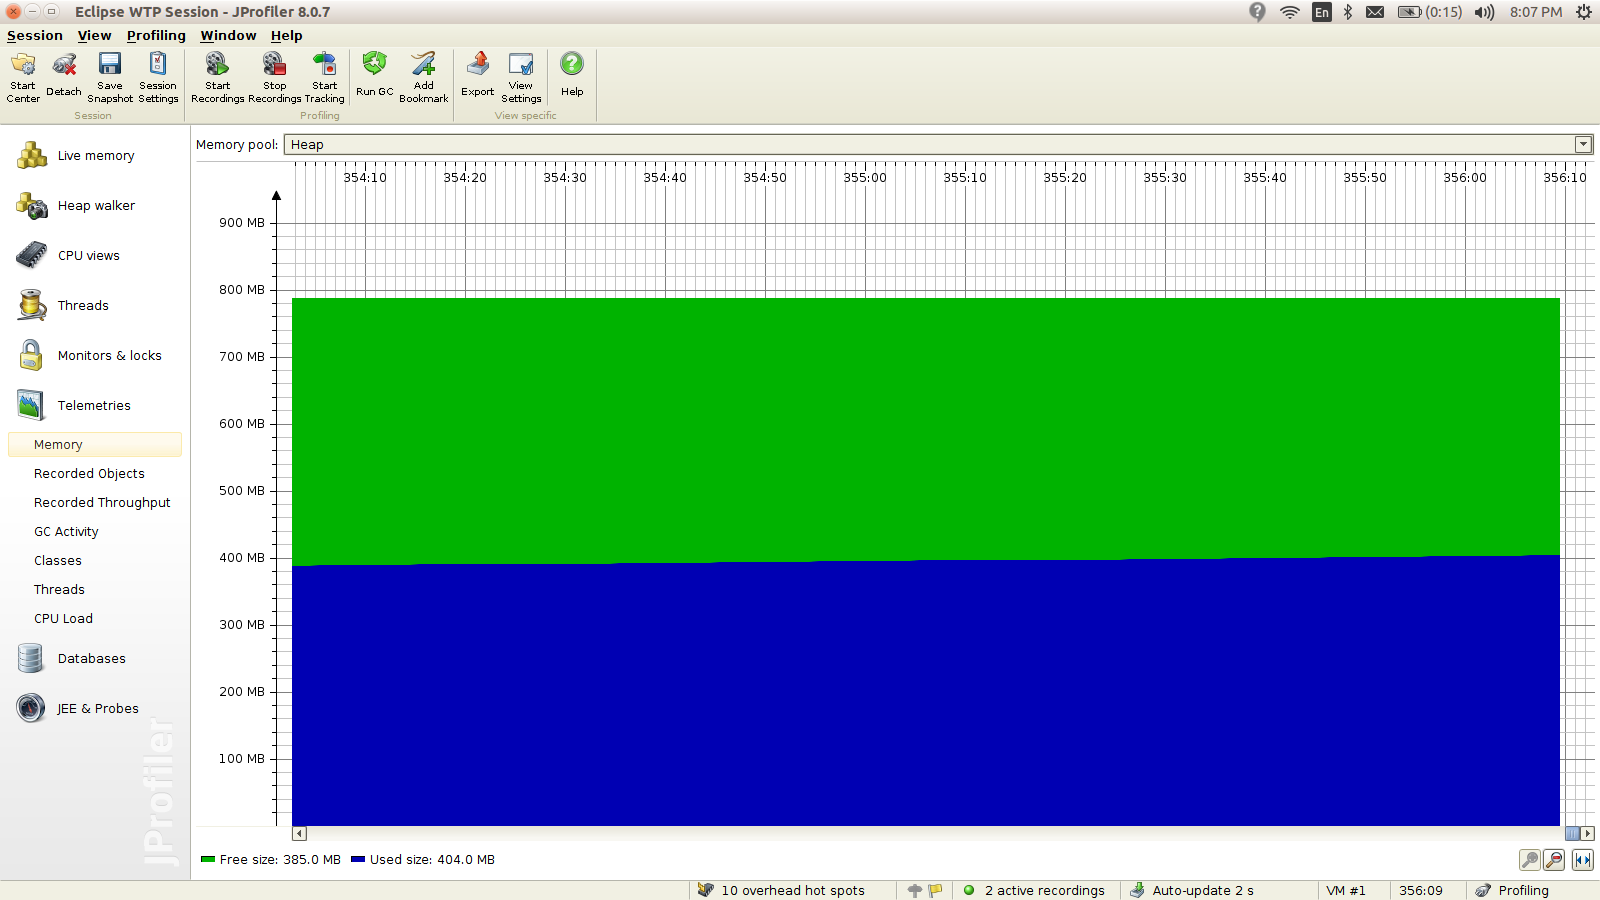 Eclipse WTP Session - JProfiler 8.0.7
En
(0:15)
8:07 PM
Session View Profiling Window Help
Start Center
Detach
Save Snapshot
Session Settings
Start Recordings
Stop Recordings
Start Tracking
Run GC
Add Bookmark
Export
View Settings
Help
Session
Profiling
View specific
Live memory
Heap walker
CPU views
Threads
Monitors & locks
Telemetries
Memory
Recorded Objects
Recorded Throughput
GC Activity
Classes
Threads
CPU Load
Databases
JEE & Probes
JProfiler
Memory pool: Heap
354:10 354:20 354:30 354:40 354:50 355:00 355:10 355:20 355:30 355:40 355:50 356:00 356:10
900 MB
800 MB
700 MB
600 MB
500 MB
400 MB
300 MB
200 MB
100 MB
Free size: 385.0 MB Used size: 404.0 MB
10 overhead hot spots
2 active recordings
Auto-update 2 s
VM #1
356:09
Profiling